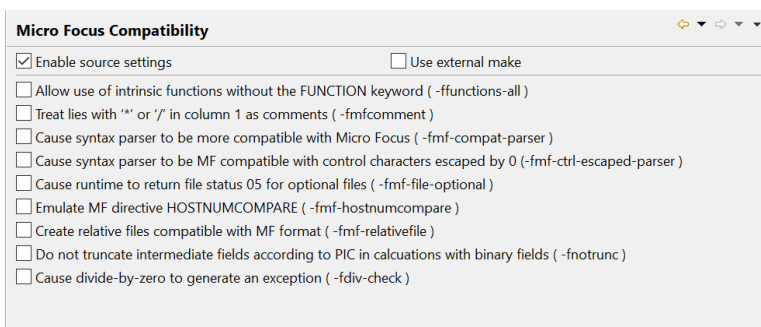 Micro Focus Compatibility
Enable source settings Use external make
Allow use of intrinsic functions without the FUNCTION keyword ( -ffunctions-all )
Treat lies with '*' or '/' in column 1 as comments ( -fmfcomment )
Cause syntax parser to be more compatible with Micro Focus ( -fmf-compat-parser )
Cause syntax parser to be MF compatible with control characters escaped by 0 (-fmf-ctrl-escaped-parser )
Cause runtime to return file status 05 for optional files ( -fmf-file-optional )
Emulate MF directive HOSTNUMCOMPARE ( -fmf-hostnumcompare )
Create relative files compatible with MF format ( -fmf-relativefile )
Do not truncate intermediate fields according to PIC in calcuations with binary fields ( -fnotrunc )
Cause divide-by-zero to generate an exception ( -fdiv-check )